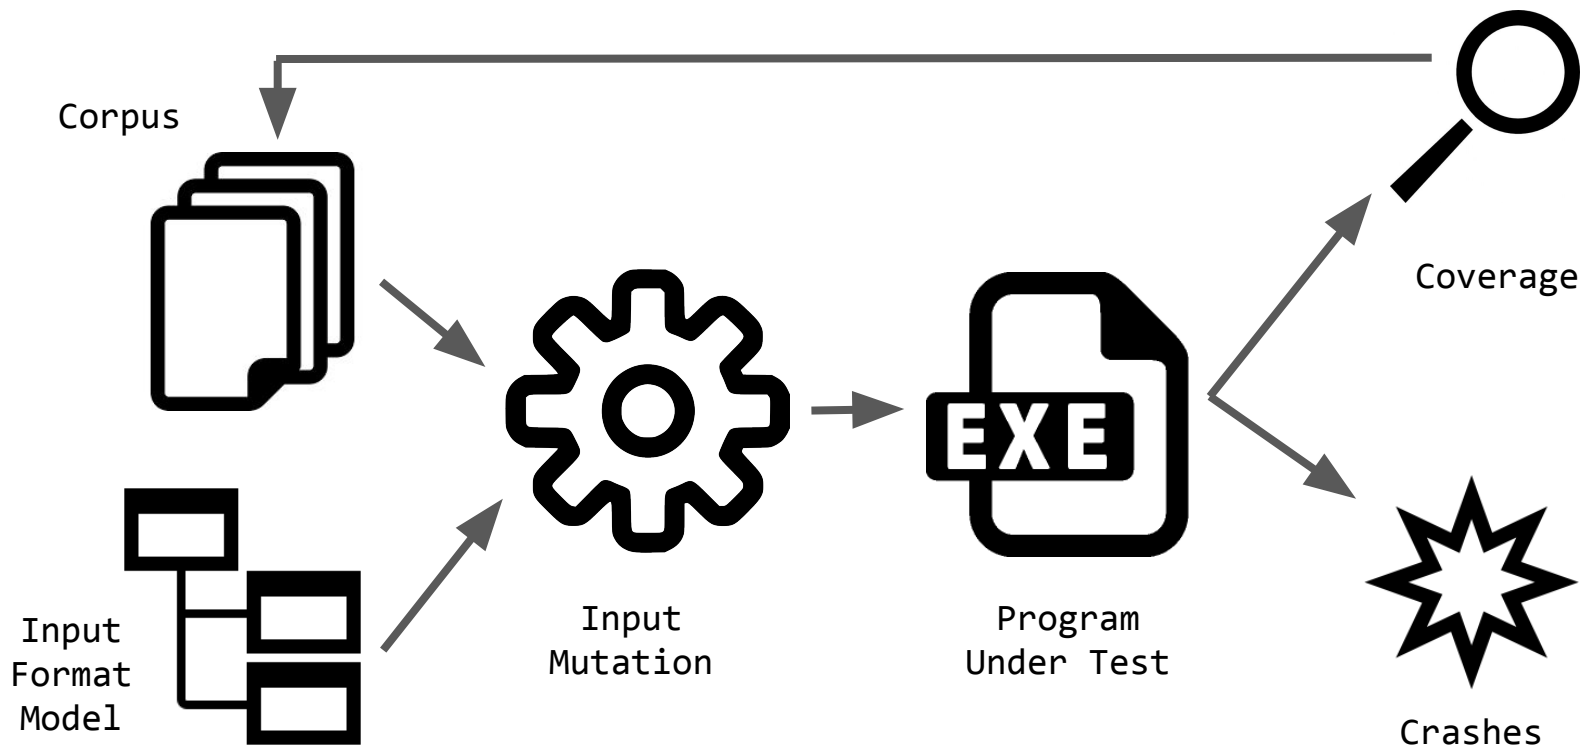 Corpus
Coverage
EXE
Input
Format
Model
Input
Mutation
Program
Under Test
Crashes